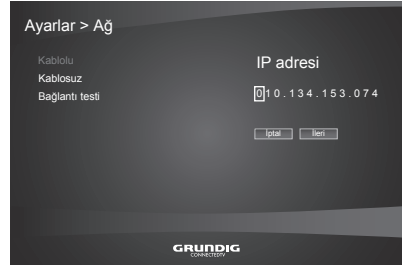 Ayarlar > Ağ
Kablolu
Kablosuz
Bağlantı testi
IP adresi
010.134.153.074
İptal
İleri
GRUNDIG
CONNECTEDTV